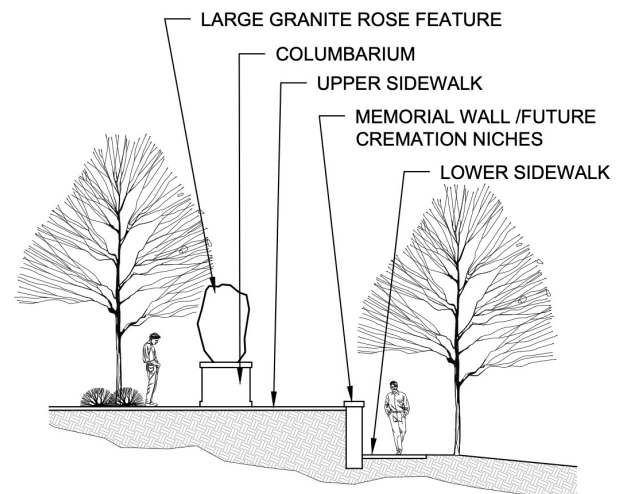 LARGE GRANITE ROSE FEATURE
COLUMBARIUM
UPPER SIDEWALK
MEMORIAL WALL /FUTURE
CREMATION NICHES
LOWER SIDEWALK